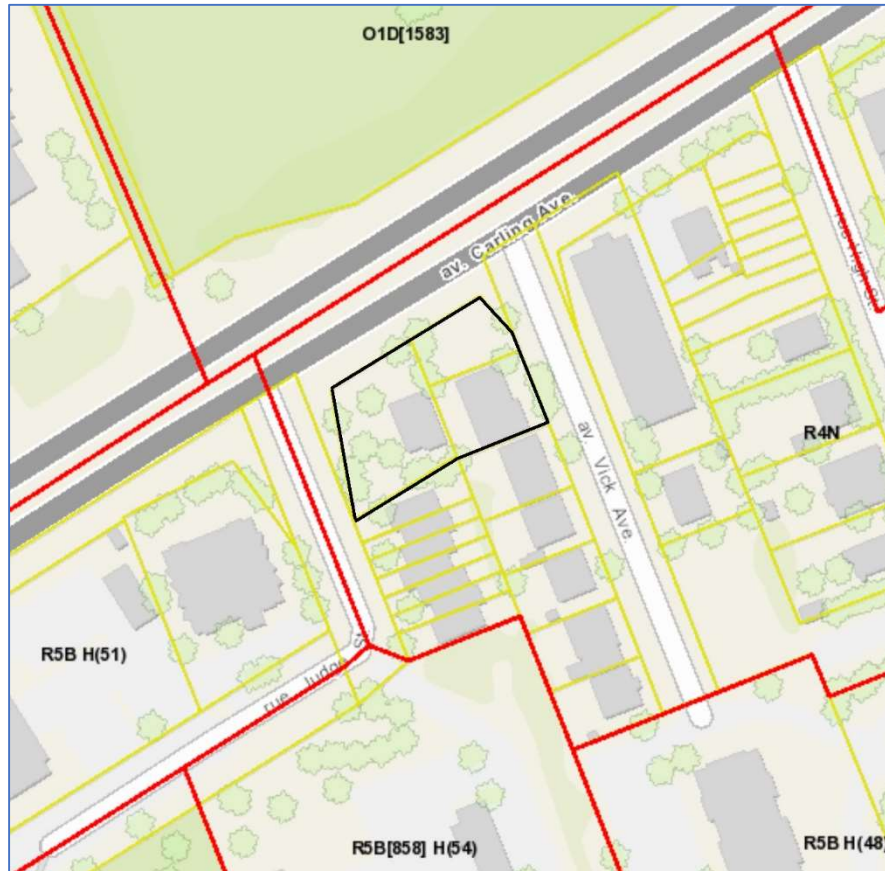 O1D[1583]
av. Carling Ave.
av. Vick Ave.
R4N
R5B H(51)
rue Judge St
R5B[858] H(54)
R5B H(48)